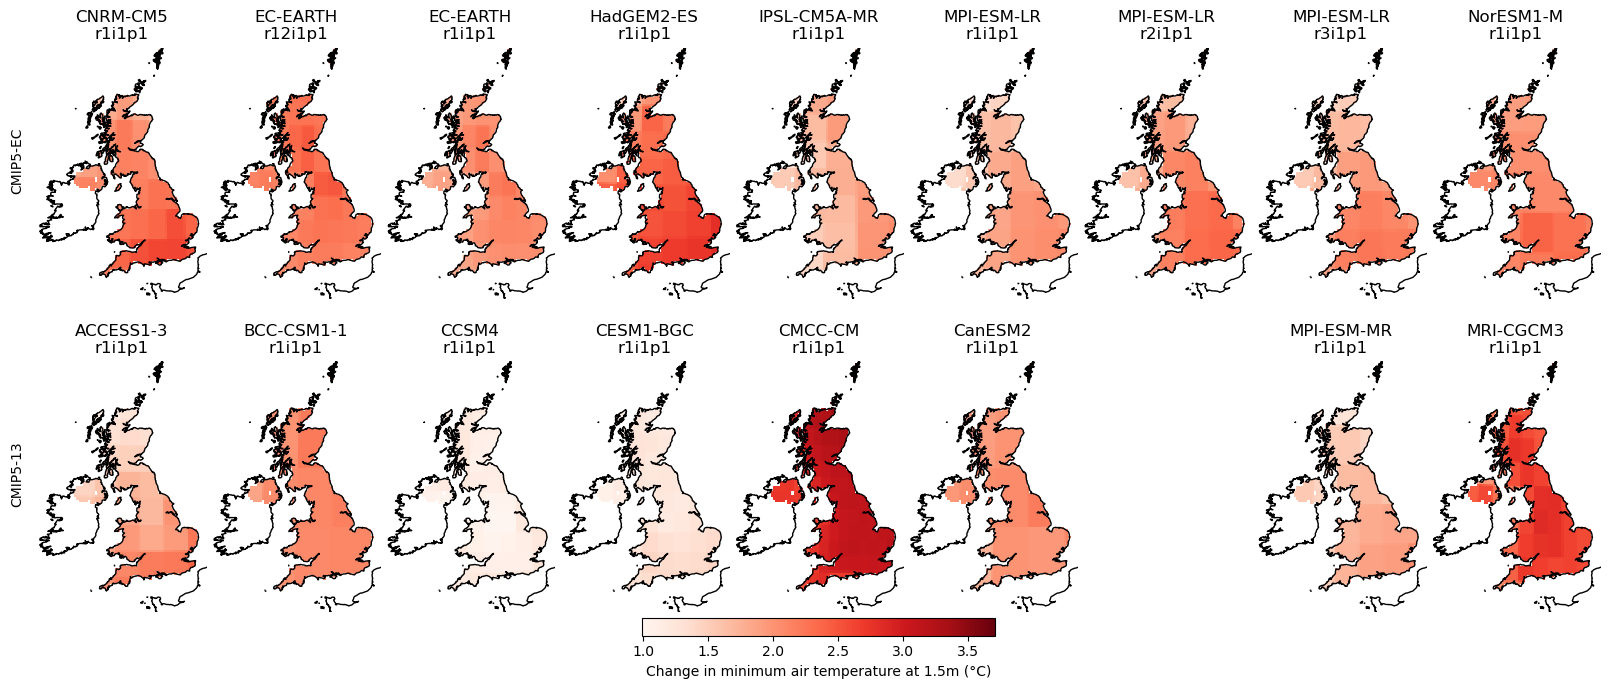 CNRM-CM5
r1i1p1
EC-EARTH
r12i1p1
EC-EARTH
r1i1p1
HadGEM2-ES
r1i1p1
IPSL-CM5A-MR
r1i1p1
MPI-ESM-LR
r1i1p1
MPI-ESM-LR
r2i1p1
MPI-ESM-LR
r3i1p1
NorESM1-M
r1i1p1
CMIP5-EC
ACCESS1-3
r1i1p1
BCC-CSM1-1
r1i1p1
CCSM4
r1i1p1
CESM1-BGC
r1i1p1
CMCC-CM
r1i1p1
CanESM2
r1i1p1
MPI-ESM-MR
r1i1p1
MRI-CGCM3
r1i1p1
CMIP5-13
1.0 1.5 2.0 2.5 3.0 3.5
Change in minimum air temperature at 1.5m (°C)